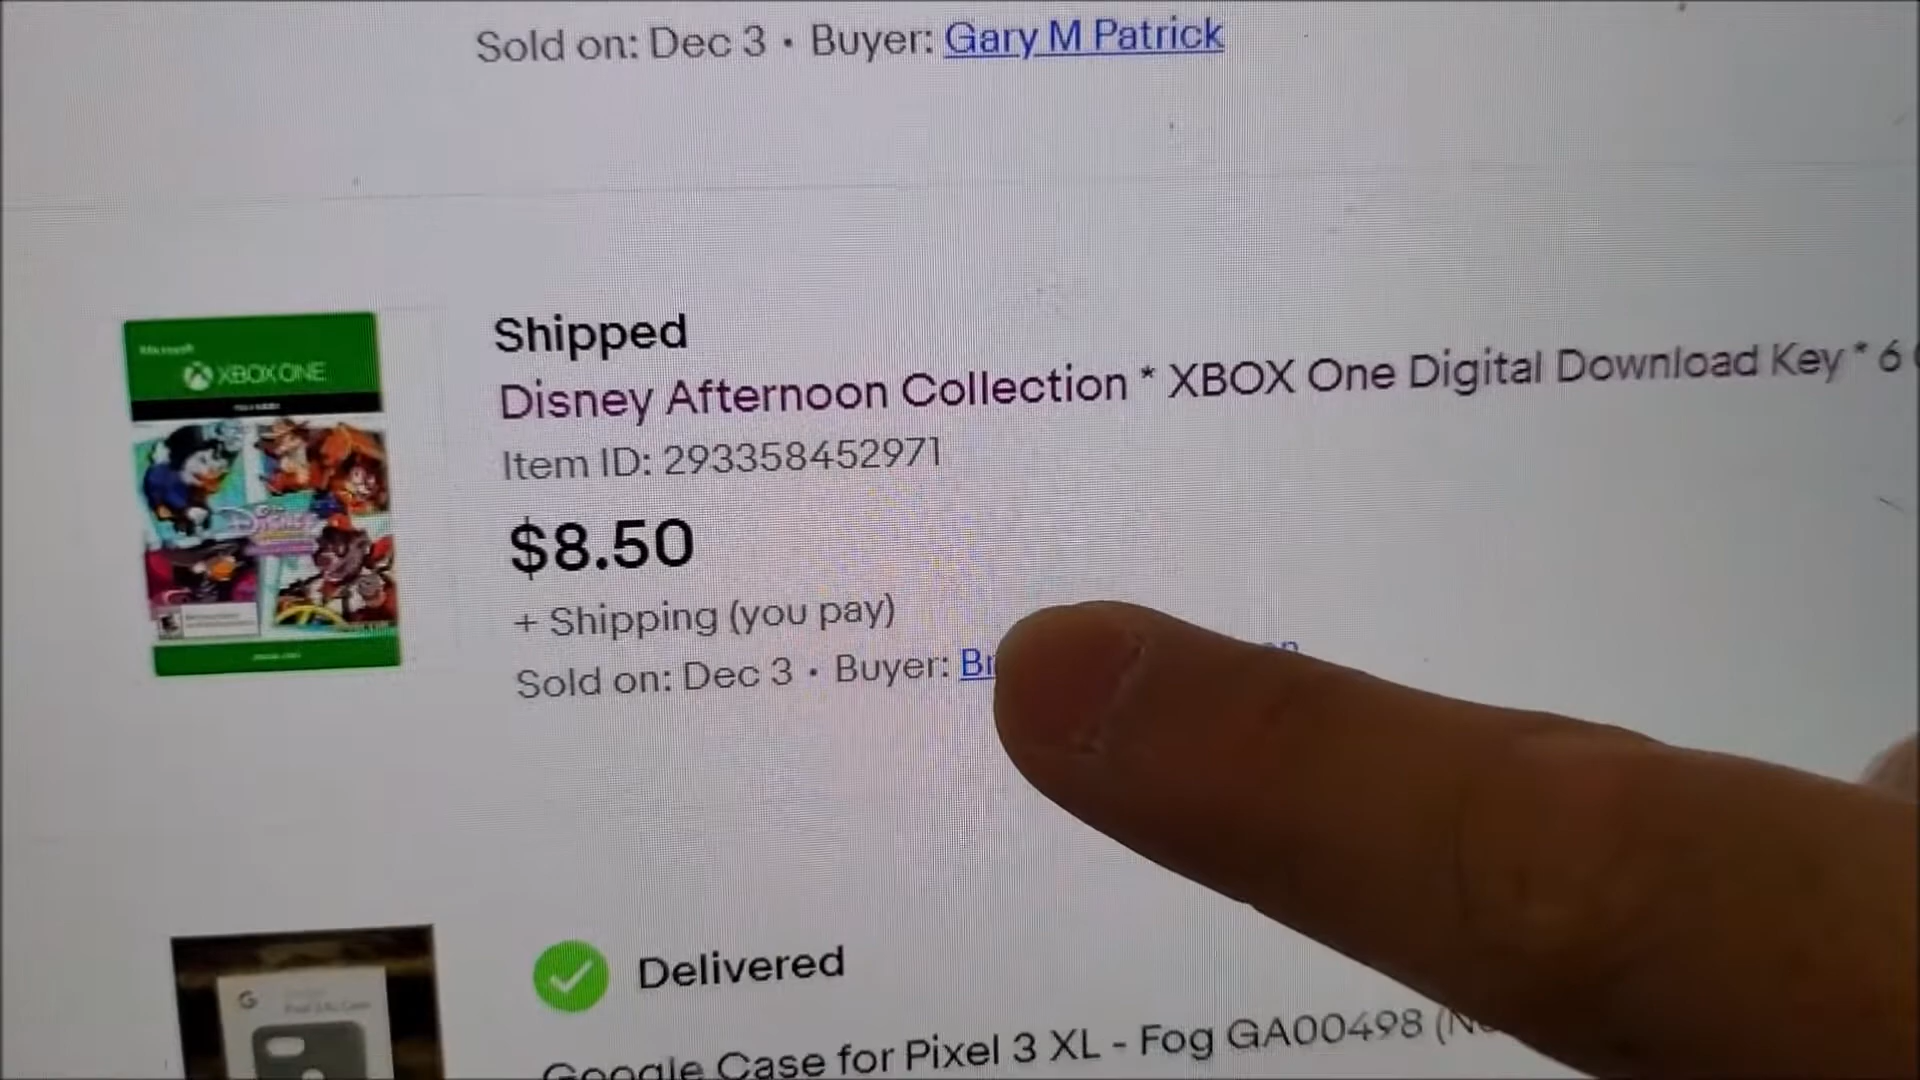 Sold on: Dec 3 • Buyer: Gary M Patrick
Microsoft
XBOX ONE
Shipped
Disney Afternoon Collection * XBOX One Digital Download Key * 6
Item ID: 293358452971
$8.50
+ Shipping (you pay)
Sold on: Dec 3 • Buyer:
Disney
E
Delivered
G
Google Case for Pixel 3 XL - Fog GA00498